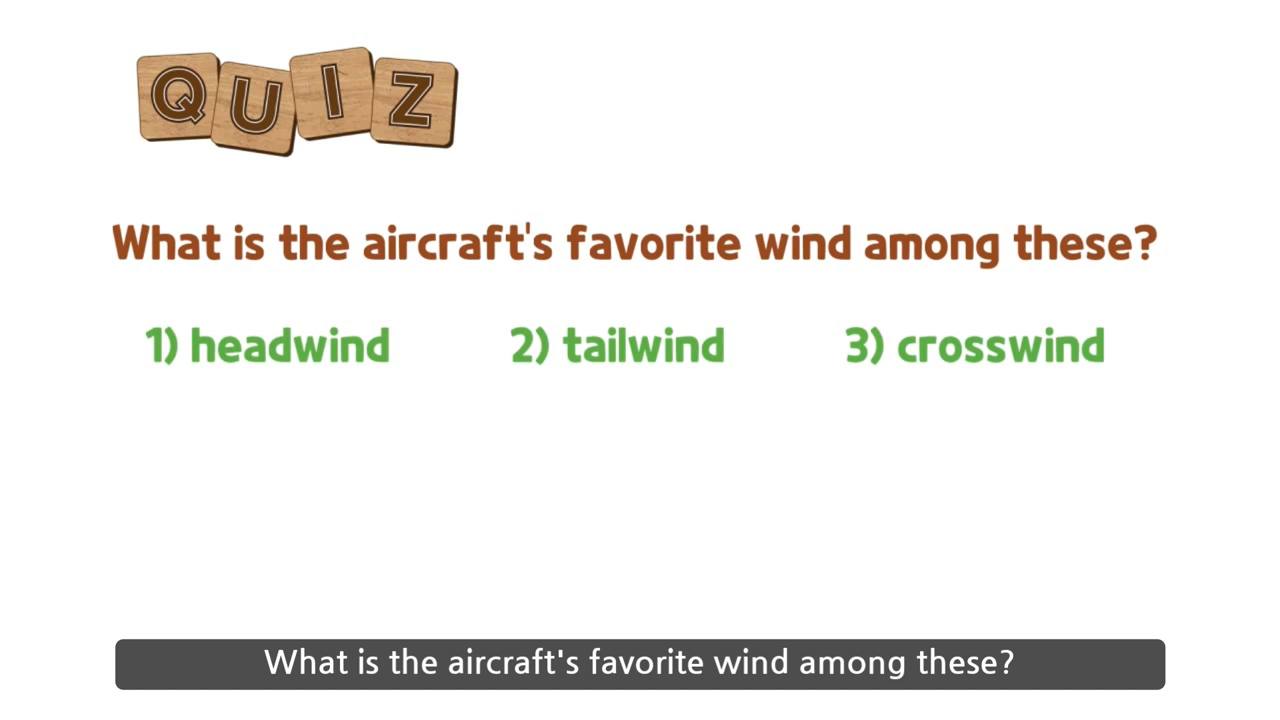 QUIZ
What is the aircraft's favorite wind among these?
1) headwind 2) tailwind 3) crosswind
What is the aircraft's favorite wind among these?